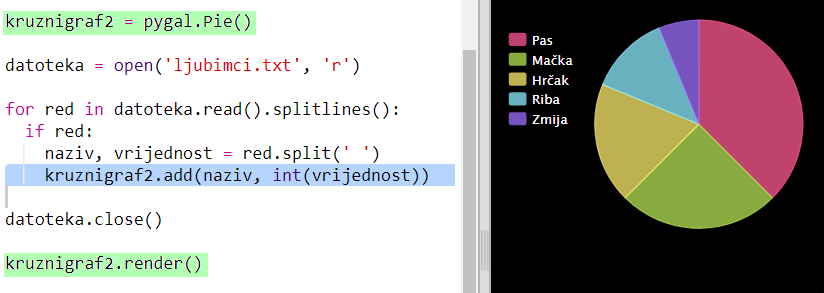 kruznigraf2 = pygal.Pie()
datoteka = open('ljubimci.txt', 'r')
for red in datoteka.read().splitlines():
if red:
naziv, vrijednost = red.split(' ')
kruznigraf2.add(naziv, int(vrijednost))
datoteka.close()
kruznigraf2.render()
Pas
Mačka
Hrčak
Riba
Zmija